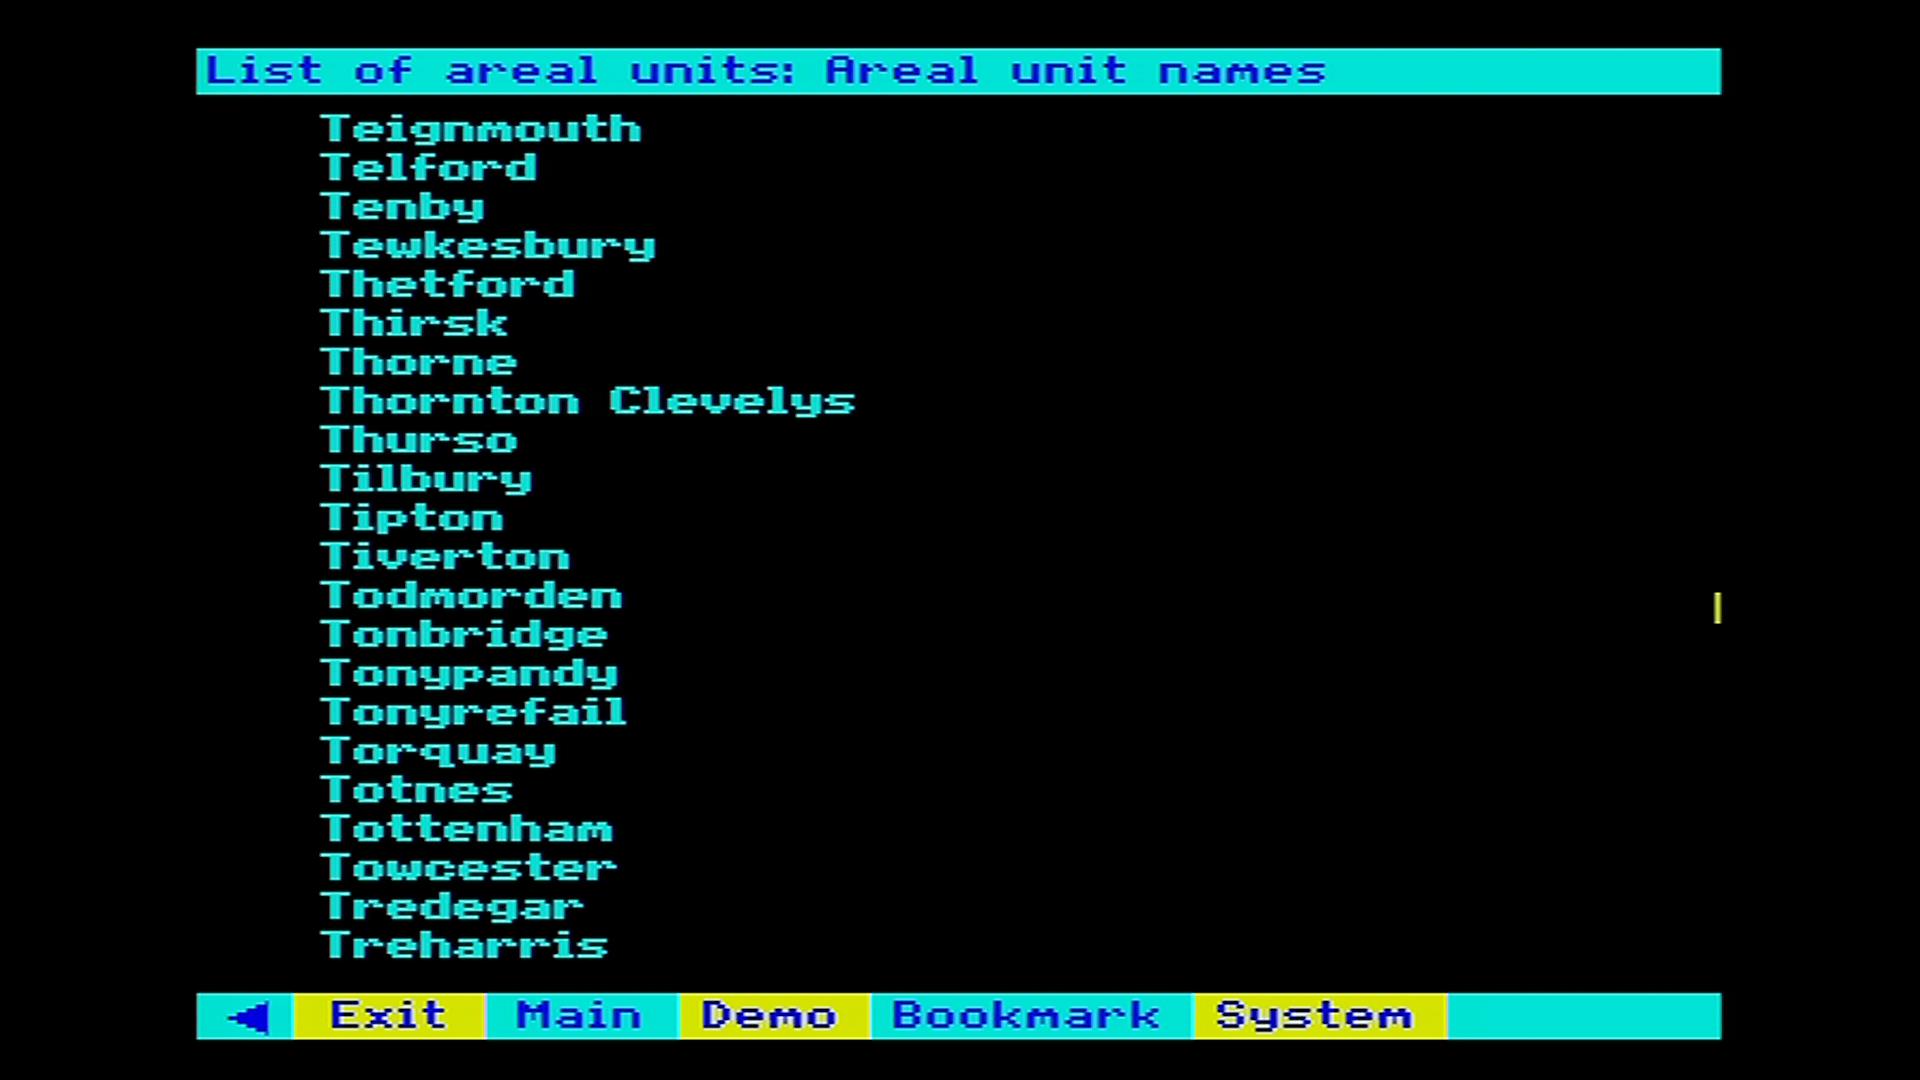 List of areal units: Areal unit names
Teignmouth
Telford
Tenby
Tewkesbury
Thetford
Thirsk
Thorne
Thornton Clevelys
Thurso
Tilbury
Tipton
Tiverton
Todmorden
Tonbridge
Tonypandy
Tonyrefail
Torquay
Totnes
Tottenham
Towcester
Tredegar
Treharris
Exit Main Demo Bookmark System